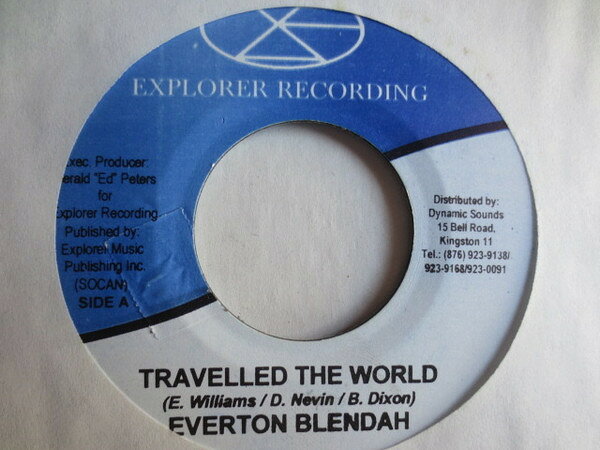 EXPLORER RECORDING
Exec. Producer:
erald "Ed" Peters
for
xplorer Recording
Published by:
Explorer Music
Publishing Inc.
(SOCAN)
SIDE A
Distributed by:
Dynamic Sounds
15 Bell Road,
Kingston 11
Tel.: (876) 923-9138/
923-9168/923-0091
TRAVELLED THE WORLD
(E. Williams / D. Nevin / B. Dixon)
EVERTON BLENDAH